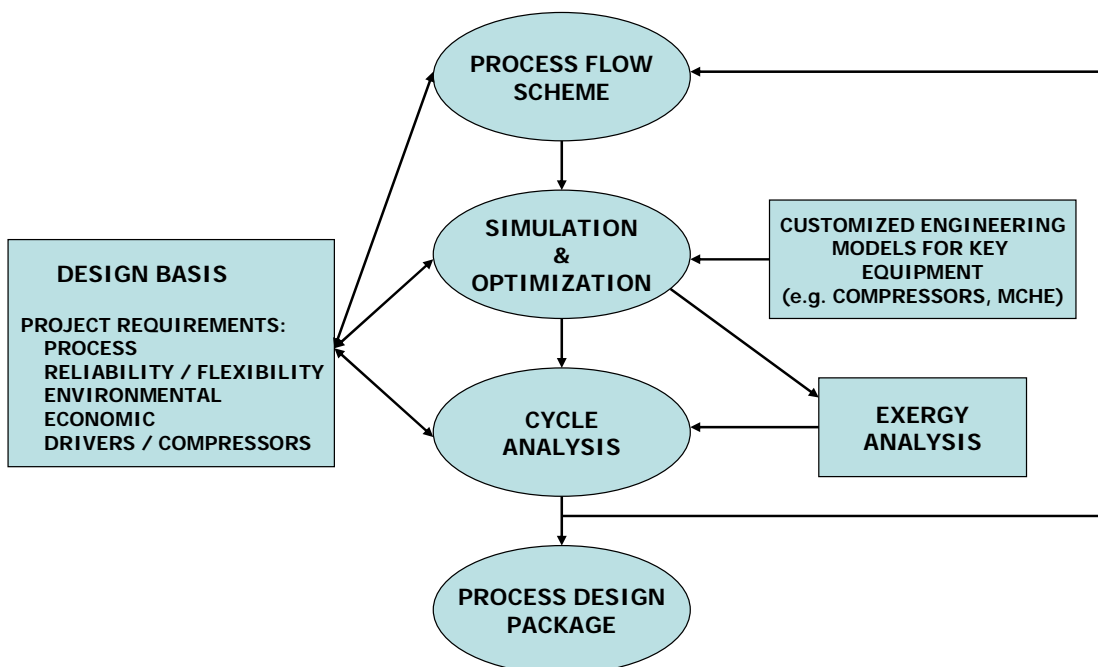 PROCESS FLOW
SCHEME
SIMULATION
&
OPTIMIZATION
CUSTOMIZED ENGINEERING
MODELS FOR KEY
EQUIPMENT
(e.g. COMPRESSORS, MCHE)
DESIGN BASIS
PROJECT REQUIREMENTS:
PROCESS
RELIABILITY / FLEXIBILITY
ENVIRONMENTAL
ECONOMIC
DRIVERS / COMPRESSORS
CYCLE
ANALYSIS
EXERGY
ANALYSIS
PROCESS DESIGN
PACKAGE